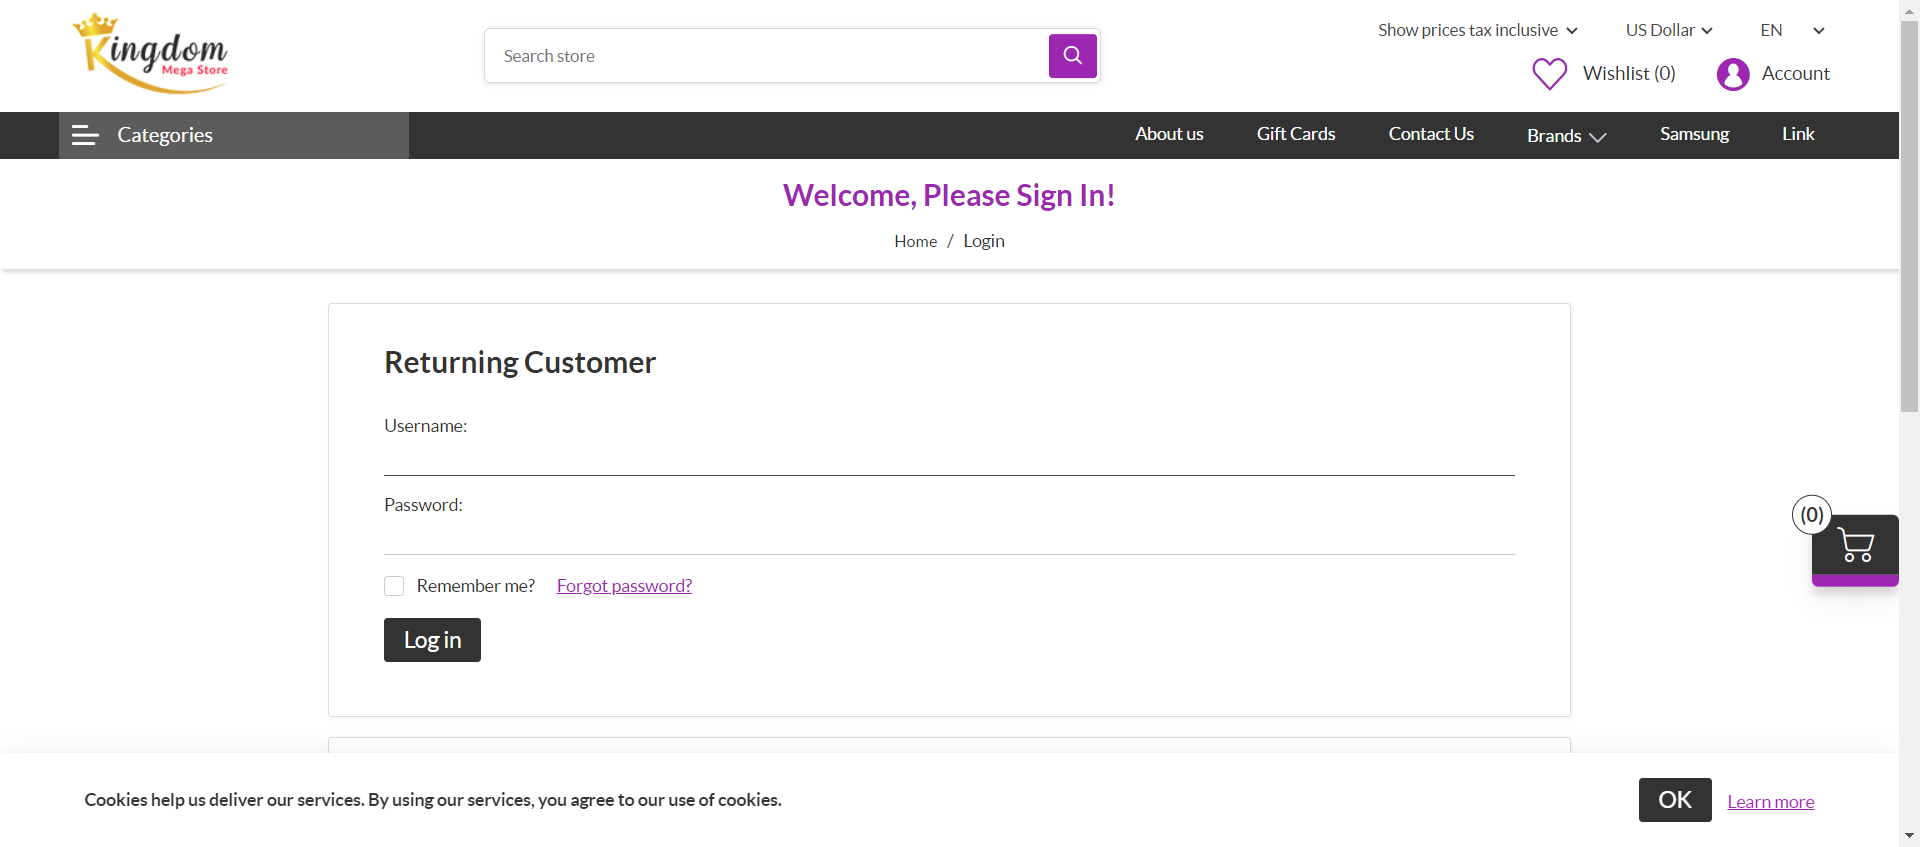 Kingdom
Mega Store
Search store
Show prices tax inclusive
US Dollar
EN
Wishlist (0)
Account
Categories
About us
Gift Cards
Contact Us
Brands
Samsung
Link
Welcome, Please Sign In!
Home / Login
Returning Customer
Username:
Password:
(0)
Remember me? Forgot password?
Log in
Cookies help us deliver our services. By using our services, you agree to our use of cookies.
OK
Learn more